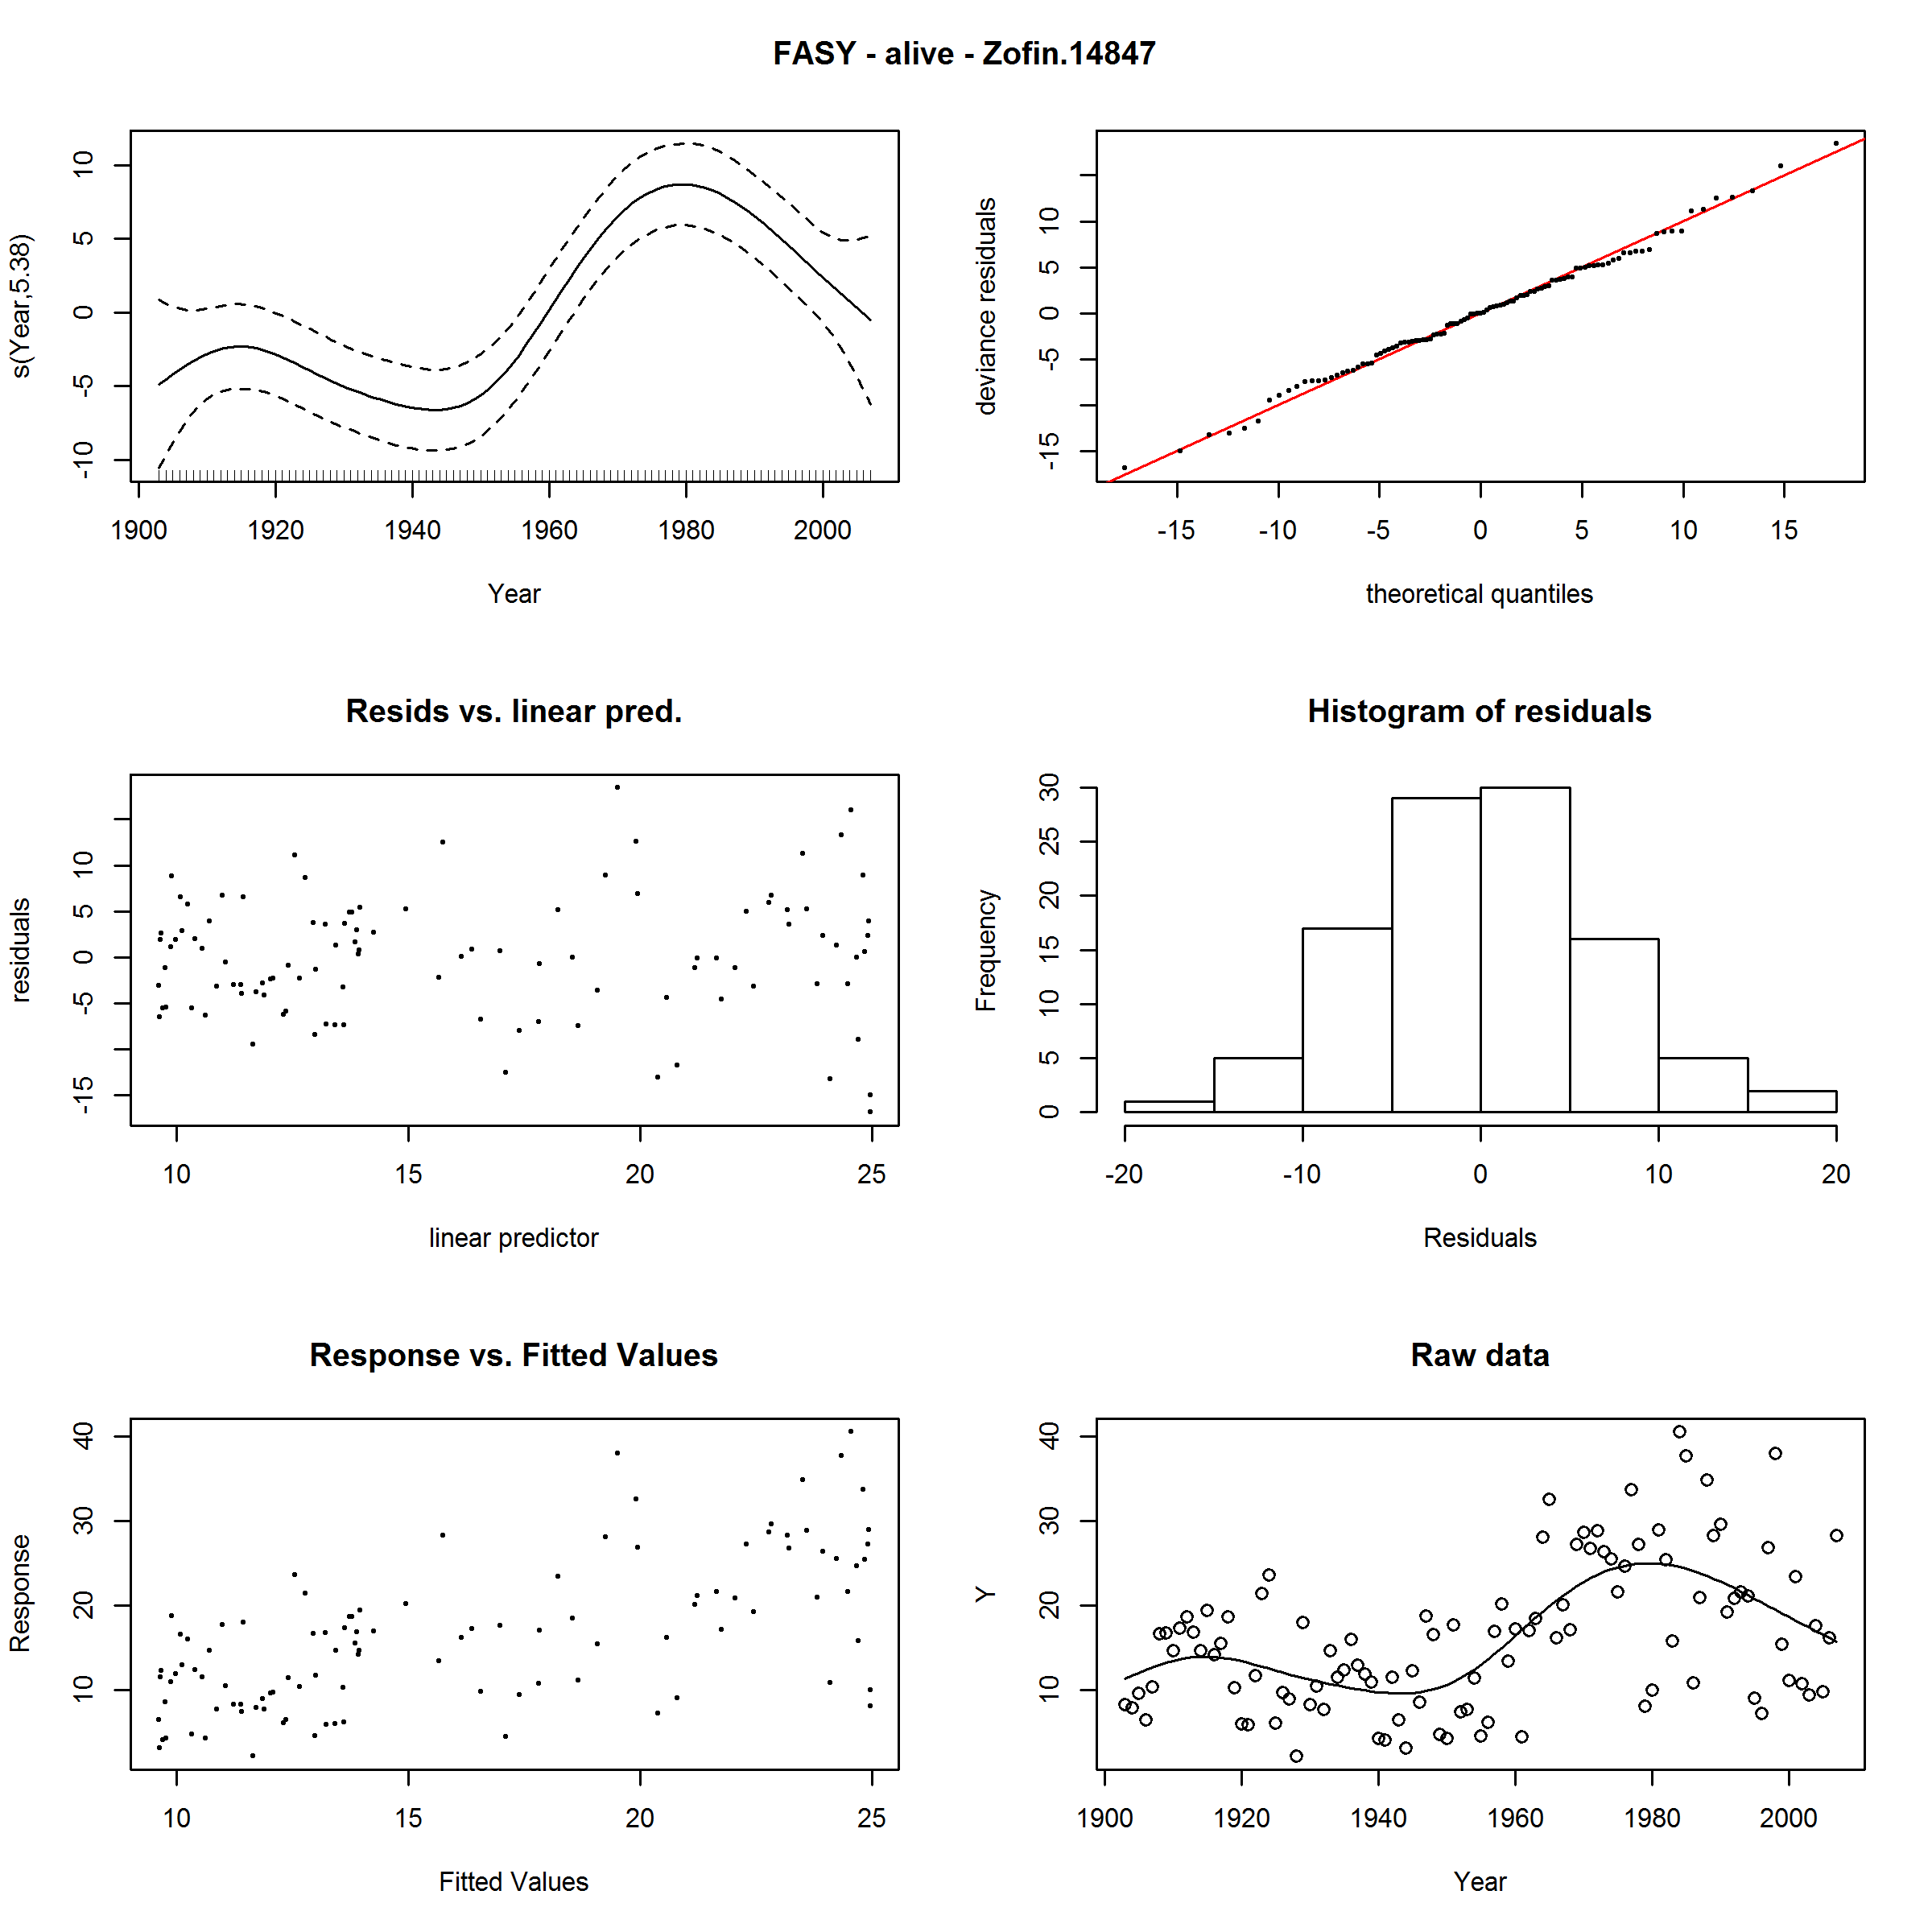 FASY - alive - Zofin.14847
10
5
0
-5
-10
s(Year,5.38)
1900 1920 1940 1960 1980 2000
Year
10
5
0
-5
-15
deviance residuals
-15 -10 -5 0 5 10 15
theoretical quantiles
Resids vs. linear pred.
10
5
0
-5
-15
residuals
10 15 20 25
linear predictor
Histogram of residuals
30
25
20
15
10
5
0
Frequency
-20 -10 0 10 20
Residuals
Response vs. Fitted Values
40
30
20
10
Response
10 15 20 25
Fitted Values
Raw data
40
30
20
10
Y
1900 1920 1940 1960 1980 2000
Year